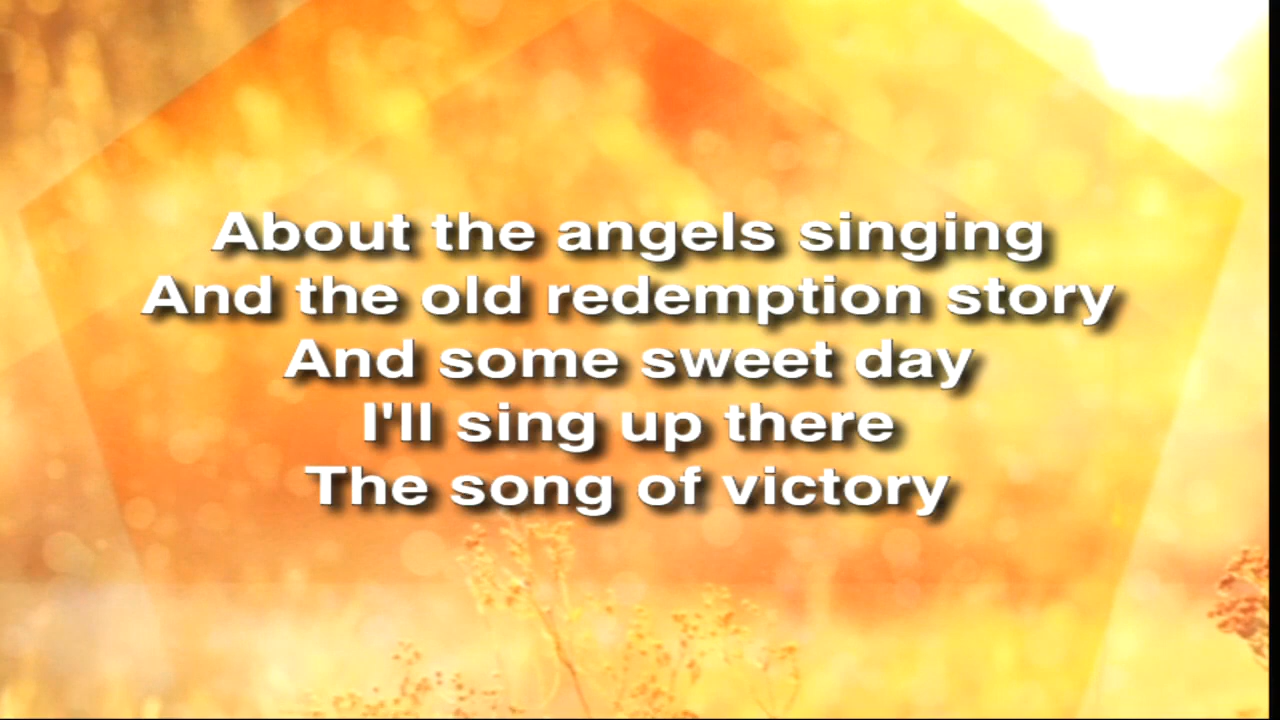 About the angels singing
And the old redemption story
And some sweet day
I'll sing up there
The song of victory